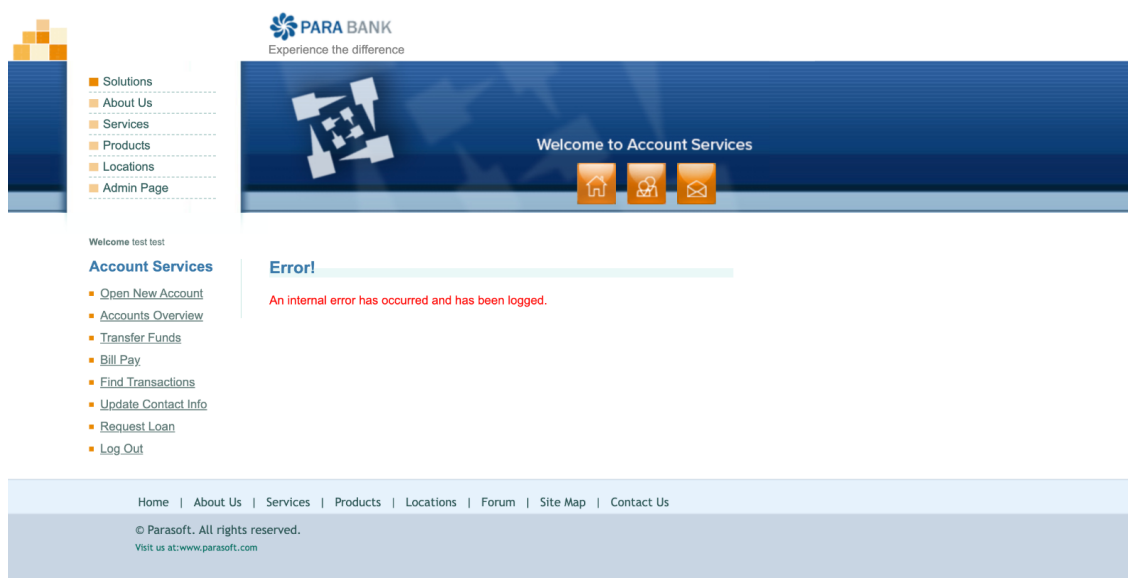 PARA BANK
Experience the difference
Solutions
About Us
Services
Products
Locations
Admin Page
Welcome to Account Services
Welcome test test
Account Services
Open New Account
Accounts Overview
Transfer Funds
Bill Pay
Find Transactions
Update Contact Info
Request Loan
Log Out
Error!
An internal error has occurred and has been logged.
Home | About Us | Services | Products | Locations | Forum | Site Map | Contact Us
© Parasoft. All rights reserved.
Visit us at:www.parasoft.com